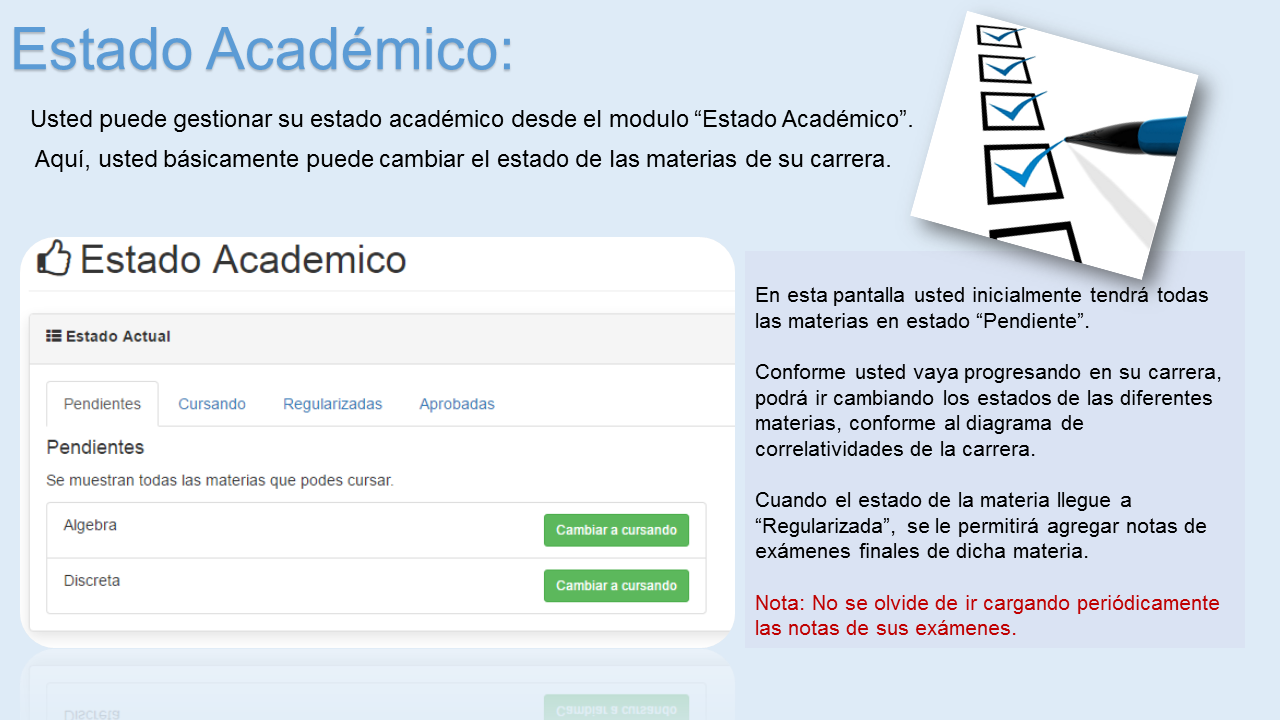 Estado Académico:
Usted puede gestionar su estado académico desde el modulo “Estado Académico”.
Aquí, usted básicamente puede cambiar el estado de las materias de su carrera.
Estado Academico
Estado Actual
Pendientes Cursando Regularizadas Aprobadas
Pendientes
Se muestran todas las materias que podes cursar.
Algebra Cambiar a cursando
Discreta Cambiar a cursando
En esta pantalla usted inicialmente tendrá todas
las materias en estado “Pendiente”.
Conforme usted vaya progresando en su carrera,
podrá ir cambiando los estados de las diferentes
materias, conforme al diagrama de
correlatividades de la carrera.
Cuando el estado de la materia llegue a
“Regularizada”, se le permitirá agregar notas de
exámenes finales de dicha materia.
Nota: No se olvide de ir cargando periódicamente
las notas de sus exámenes.
Discreta Cambiar a cursando